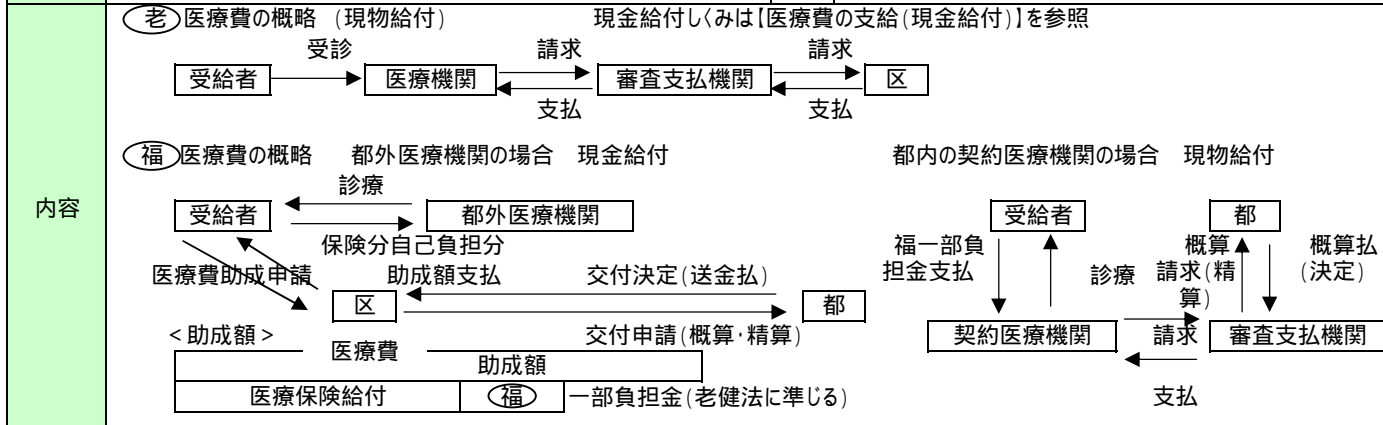 老 医療費の概略 (現物給付) 現金給付しくみは【医療費の支給(現金給付)】を参照
受診 請求 請求
受給者 医療機関 審査支払機関 区
支払 支払
福 医療費の概略 都外医療機関の場合 現金給付 都内の契約医療機関の場合 現物給付
内容
診療
受給者 都外医療機関
保険分自己負担分
医療費助成申請 助成額支払 交付決定(送金払)
区 都
交付申請(概算・精算)
<助成額>
医療費
助成額
医療保険給付 福 一部負担金(老健法に準じる)
受給者 都
福一部負担金支払 診療
概算請求(精算)
概算払(決定)
契約医療機関 請求 審査支払機関
支払